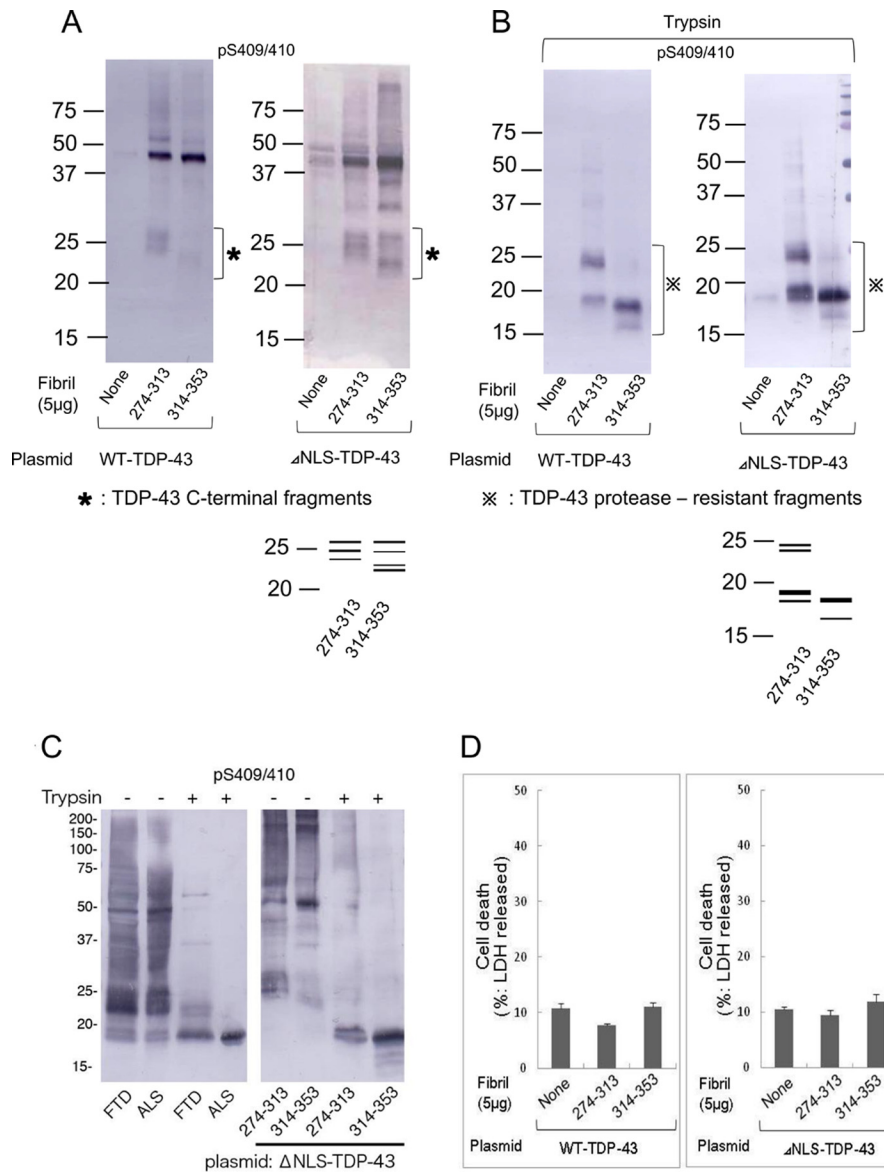 A
pS409/410
75
50
37
25
20
15
*
75
50
37
25
20
15
*
Fibril
(5μg)
None
274-313
314-353
None
274-313
314-353
Plasmid
WT-TDP-43
⊿NLS-TDP-43
* : TDP-43 C-terminal fragments
25
20
274-313
314-353
B
Trypsin
pS409/410
75
50
37
25
20
15
※
75
50
37
25
20
15
※
Fibril
(5μg)
None
274-313
314-353
None
274-313
314-353
Plasmid
WT-TDP-43
⊿NLS-TDP-43
※ : TDP-43 protease – resistant fragments
25
20
15
274-313
314-353
C
pS409/410
Trypsin - - + + - - + +
200-
150-
100-
75-
50-
37-
25-
20-
15-
FTD
ALS
FTD
ALS
274-313
314-353
274-313
314-353
plasmid: ΔNLS-TDP-43
D
Cell death
(%: LDH released)
50
40
30
20
10
0
Fibril
(5μg)
None
274-313
314-353
Plasmid
WT-TDP-43
Cell death
(%: LDH released)
50
40
30
20
10
0
None
274-313
314-353
⊿NLS-TDP-43